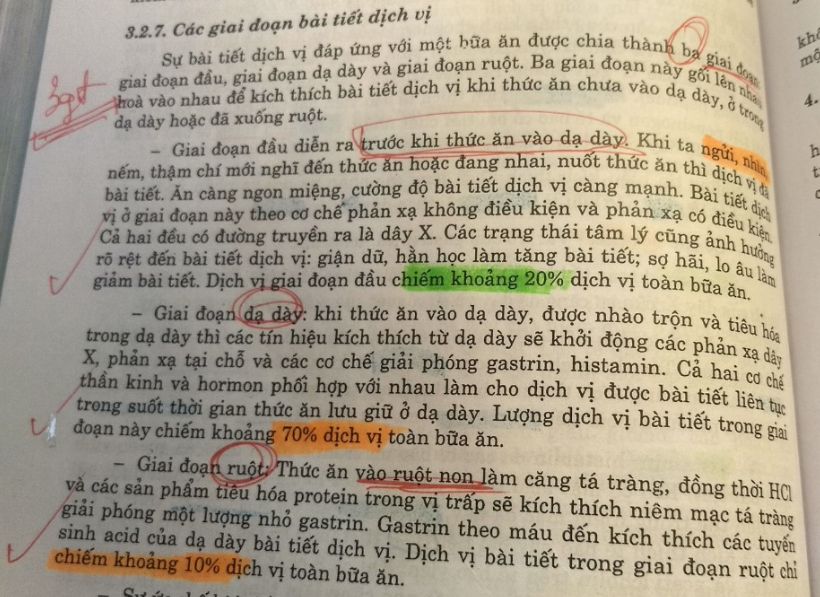 3.2.7. Các giai đoạn bài tiết dịch vị
Sự bài tiết dịch vị đáp ứng với một bữa ăn được chia thành ba giai đoạn:
giai đoạn đầu, giai đoạn dạ dày và giai đoạn ruột. Ba giai đoạn này gối lên nhau
hoà vào nhau để kích thích bài tiết dịch vị khi thức ăn chưa vào dạ dày, ở trong
dạ dày hoặc đã xuống ruột.
– Giai đoạn đầu diễn ra trước khi thức ăn vào dạ dày. Khi ta ngửi, nhìn,
nếm, thậm chí mới nghĩ đến thức ăn hoặc đang nhai, nuốt thức ăn thì dịch vị đã
bài tiết. Ăn càng ngon miệng, cường độ bài tiết dịch vị càng mạnh. Bài tiết dịch
vị ở giai đoạn này theo cơ chế phản xạ không điều kiện và phản xạ có điều kiện.
Cả hai đều có đường truyền ra là dây X. Các trạng thái tâm lý cũng ảnh hưởng
rõ rệt đến bài tiết dịch vị: giận dữ, hằn học làm tăng bài tiết; sợ hãi, lo âu làm
giảm bài tiết. Dịch vị giai đoạn đầu chiếm khoảng 20% dịch vị toàn bữa ăn.
– Giai đoạn dạ dày: khi thức ăn vào dạ dày, được nhào trộn và tiêu hóa
trong dạ dày thì các tín hiệu kích thích từ dạ dày sẽ khởi động các phản xạ dây
X, phản xạ tại chỗ và các cơ chế giải phóng gastrin, histamin. Cả hai cơ chế
thần kinh và hormon phối hợp với nhau làm cho dịch vị được bài tiết liên tục
trong suốt thời gian thức ăn lưu giữ ở dạ dày. Lượng dịch vị bài tiết trong giai
đoạn này chiếm khoảng 70% dịch vị toàn bữa ăn.
– Giai đoạn ruột: Thức ăn vào ruột non làm căng tá tràng, đồng thời HCl
và các sản phẩm tiêu hóa protein trong vị trấp sẽ kích thích niêm mạc tá tràng
giải phóng một lượng nhỏ gastrin. Gastrin theo máu đến kích thích các tuyến
sinh acid của dạ dày bài tiết dịch vị. Dịch vị bài tiết trong giai đoạn ruột chỉ
chiếm khoảng 10% dịch vị toàn bữa ăn.
3gđ
4.